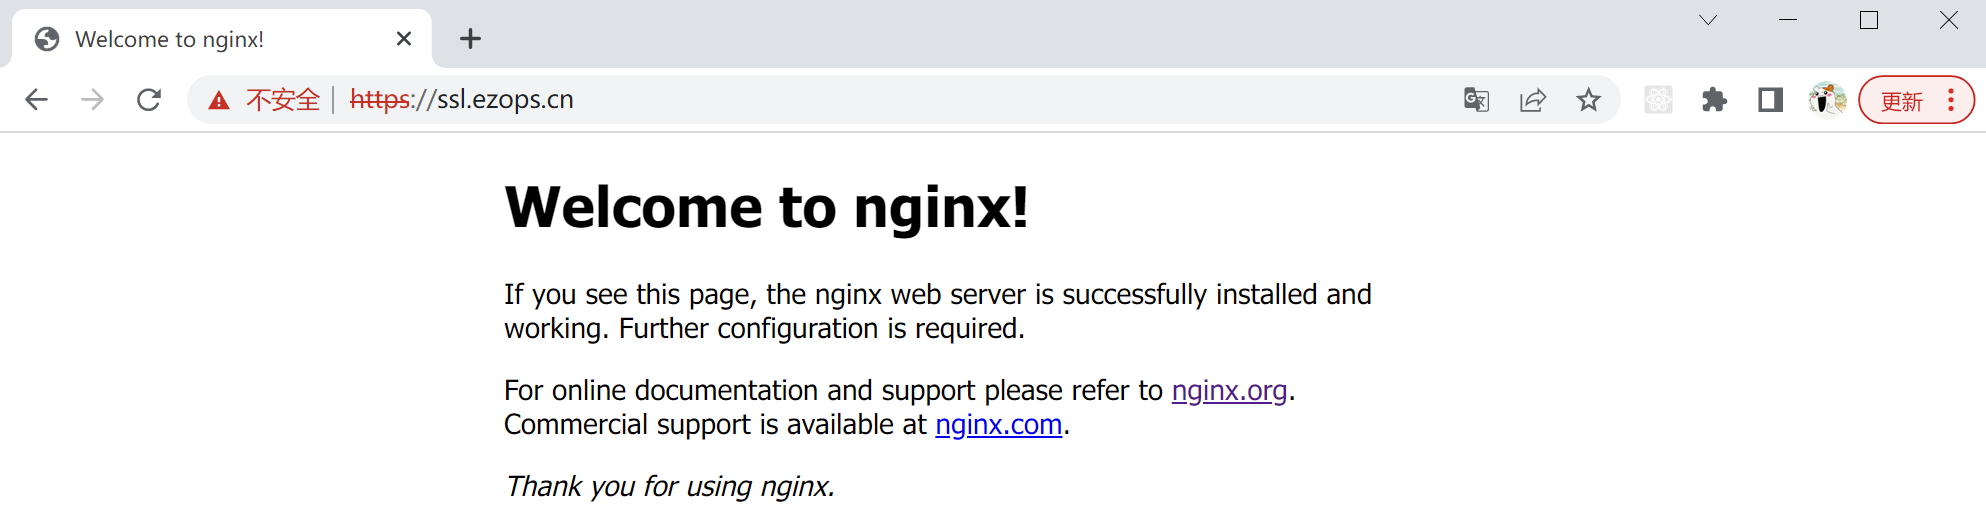 Welcome to nginx!
不安全 | https://ssl.ezops.cn
更新
Welcome to nginx!
If you see this page, the nginx web server is successfully installed and
working. Further configuration is required.
For online documentation and support please refer to nginx.org.
Commercial support is available at nginx.com.
Thank you for using nginx.